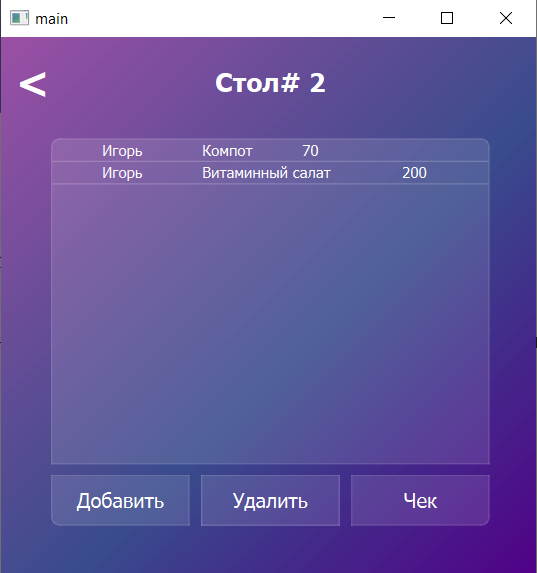 main
< Стол# 2
Игорь Компот 70
Игорь Витаминный салат 200
Добавить Удалить Чек